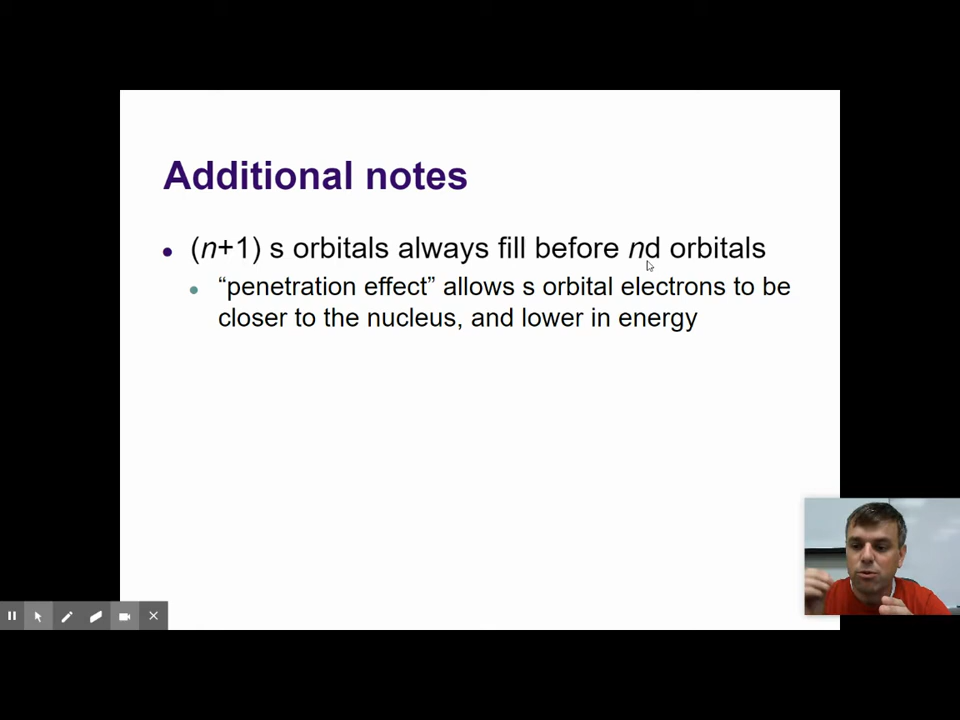 Additional notes
(n+1) s orbitals always fill before nd orbitals
“penetration effect” allows s orbital electrons to be
closer to the nucleus, and lower in energy